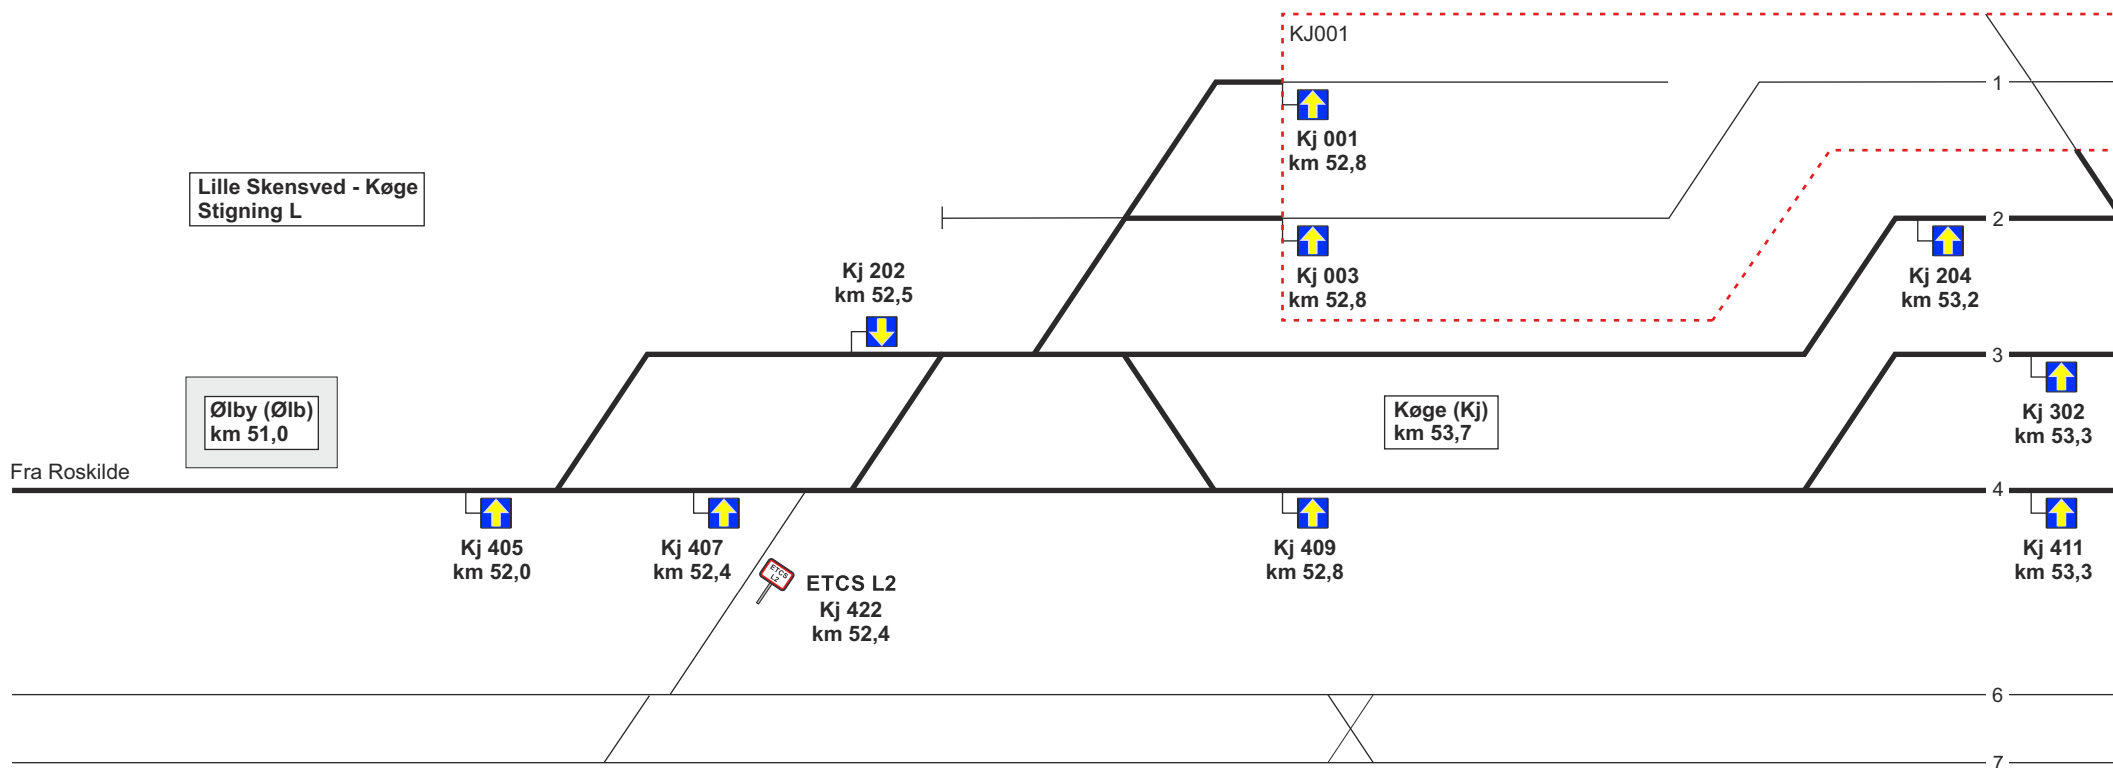 KJ001
1
Kj 001
km 52,8
Lille Skensved - Køge
Stigning L
2
Kj 202
km 52,5
Kj 003
km 52,8
Kj 204
km 53,2
3
Ølby (Ølb)
km 51,0
Køge (Kj)
km 53,7
Kj 302
km 53,3
Fra Roskilde
4
Kj 405
km 52,0
Kj 407
km 52,4
Kj 409
km 52,8
Kj 411
km 53,3
ETCS
L2
ETCS L2
Kj 422
km 52,4
6
7